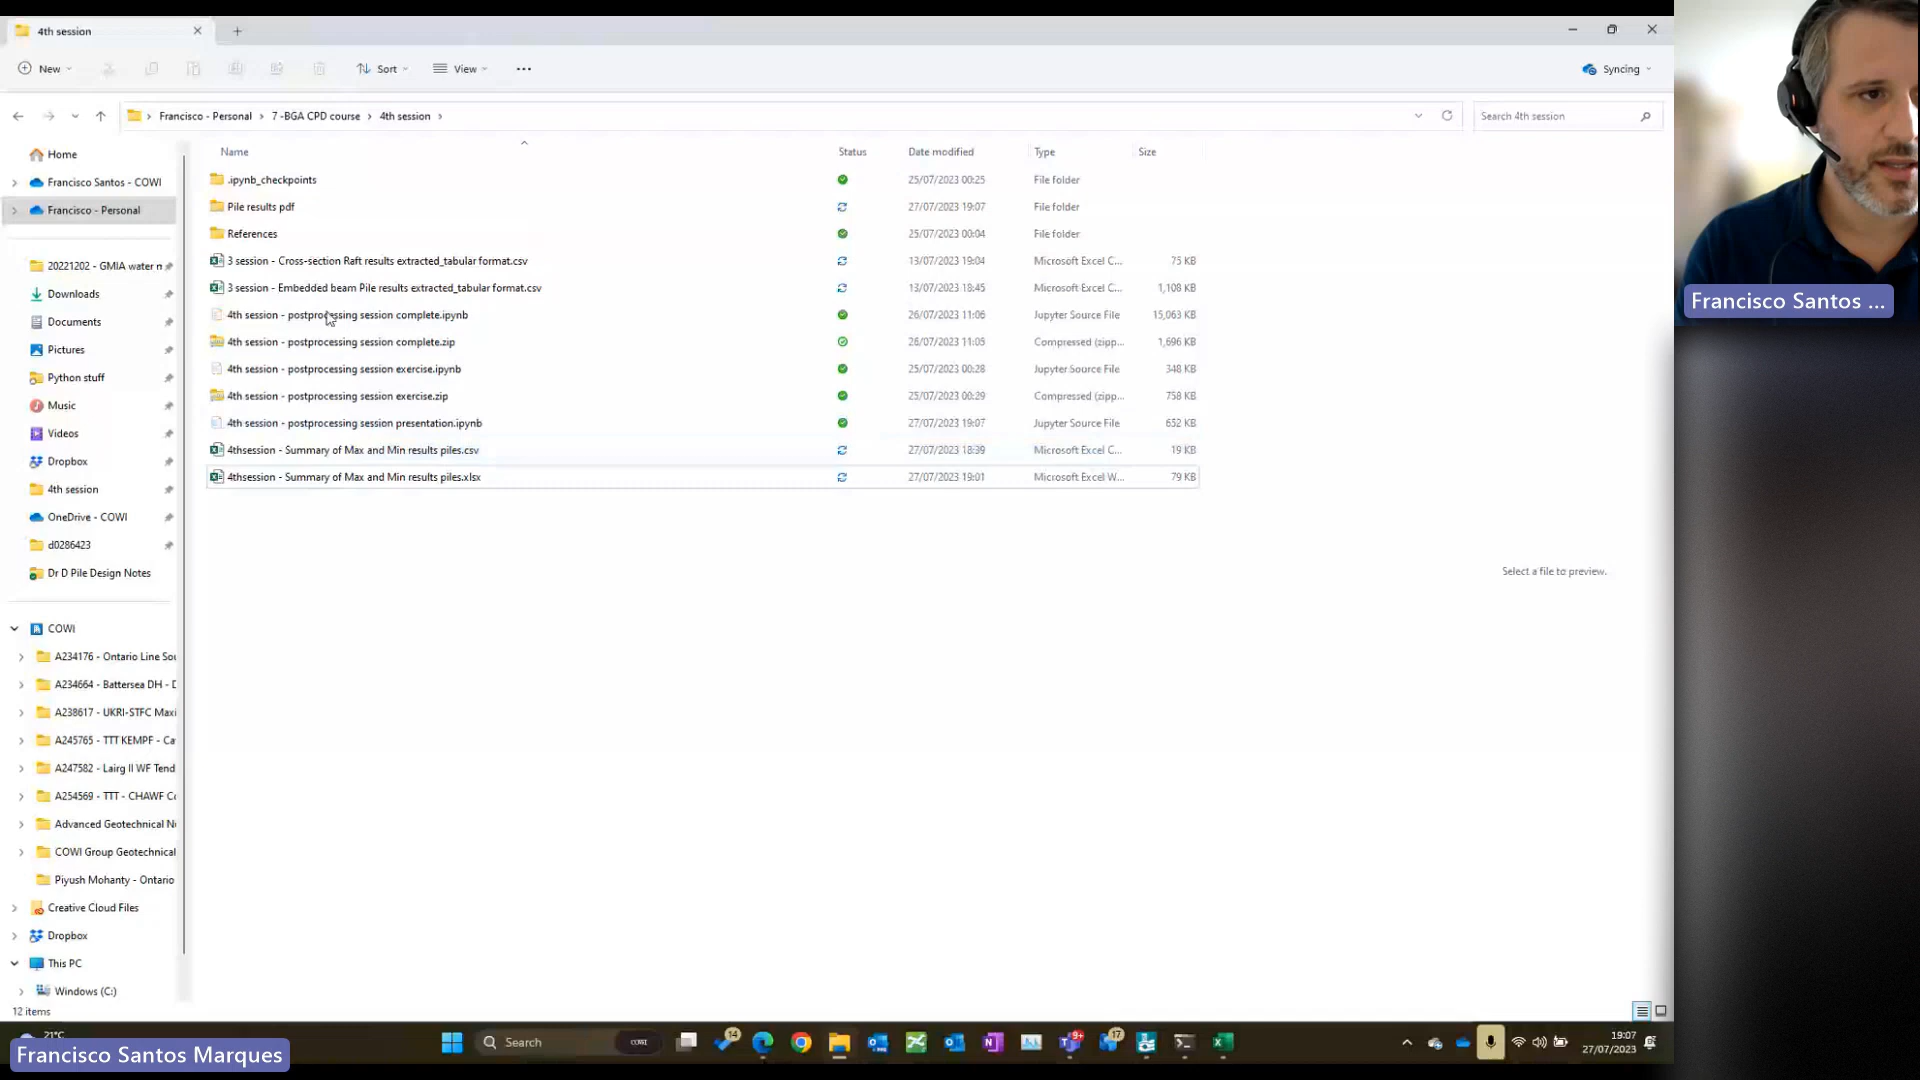 4th session
New
Sort
View
Syncing
Francisco - Personal
7 -BGA CPD course
4th session
Search 4th session
Name
Status
Date modified
Type
Size
.ipynb_checkpoints
25/07/2023 00:25
File folder
Pile results pdf
27/07/2023 19:07
File folder
References
25/07/2023 00:04
File folder
3 session - Cross-section Raft results extracted_tabular format.csv
13/07/2023 19:04
Microsoft Excel C...
75 KB
3 session - Embedded beam Pile results extracted_tabular format.csv
13/07/2023 18:45
Microsoft Excel C...
1,108 KB
4th session - postprocessing session complete.ipynb
26/07/2023 11:06
Jupyter Source File
15,063 KB
4th session - postprocessing session complete.zip
26/07/2023 11:05
Compressed (zipp...
1,696 KB
4th session - postprocessing session exercise.ipynb
25/07/2023 00:28
Jupyter Source File
348 KB
4th session - postprocessing session exercise.zip
25/07/2023 00:29
Compressed (zipp...
758 KB
4th session - postprocessing session presentation.ipynb
27/07/2023 19:07
Jupyter Source File
652 KB
4thsession - Summary of Max and Min results piles.csv
27/07/2023 18:39
Microsoft Excel C...
19 KB
4thsession - Summary of Max and Min results piles.xlsx
27/07/2023 19:01
Microsoft Excel W...
79 KB
Home
Francisco Santos - COWI
Francisco - Personal
20221202 - GMIA water m
Downloads
Documents
Pictures
Python stuff
Music
Videos
Dropbox
4th session
OneDrive - COWI
d0286423
Dr D Pile Design Notes
COWI
A234176 - Ontario Line Sou
A234664 - Battersea DH - D
A238617 - UKRI-STFC Maxi
A245765 - TTT KEMPF - Ca
A247582 - Lairg II WF Tend
A254569 - TTT - CHAWF Co
Advanced Geotechnical Nu
COWI Group Geotechnical
Piyush Mohanty - Ontario
Creative Cloud Files
Dropbox
This PC
Windows (C:)
12 items
Select a file to preview.
Francisco Santos ...
21°C
Francisco Santos Marques
Search
COWI
14
9+
17
19:07
27/07/2023